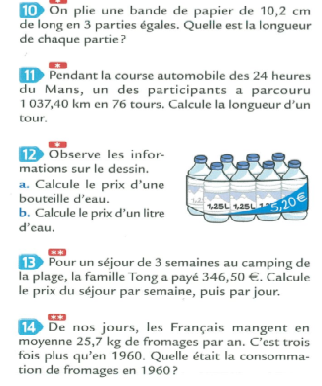 10 On plie une bande de papier de 10,2 cm
de long en 3 parties égales. Quelle est la longueur
de chaque partie ?
*
11 Pendant la course automobile des 24 heures
du Mans, un des participants a parcouru
1 037,40 km en 76 tours. Calcule la longueur d'un
tour.
*
12 Observe les infor-
mations sur le dessin.
a. Calcule le prix d'une
bouteille d'eau.
b. Calcule le prix d'un litre
d'eau.
1,25L 1,25L 5,20 €
**
13 Pour un séjour de 3 semaines au camping de
la plage, la famille Tong a payé 346,50 €. Calcule
le prix du séjour par semaine, puis par jour.
**
14 De nos jours, les Français mangent en
moyenne 25,7 kg de fromages par an. C'est trois
fois plus qu'en 1960. Quelle était la consomma-
tion de fromages en 1960 ?